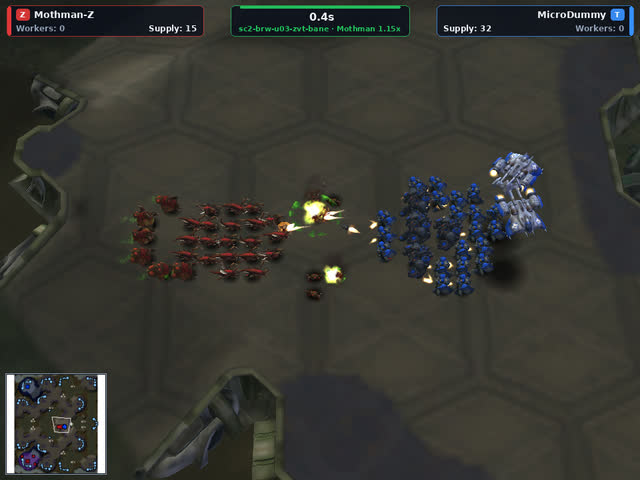 Z Mothman-Z
Workers: 0 Supply: 15
0.4s
sc2-brw-u03-zvt-bane · Mothman 1.15x
MicroDummy T
Supply: 32 Workers: 0